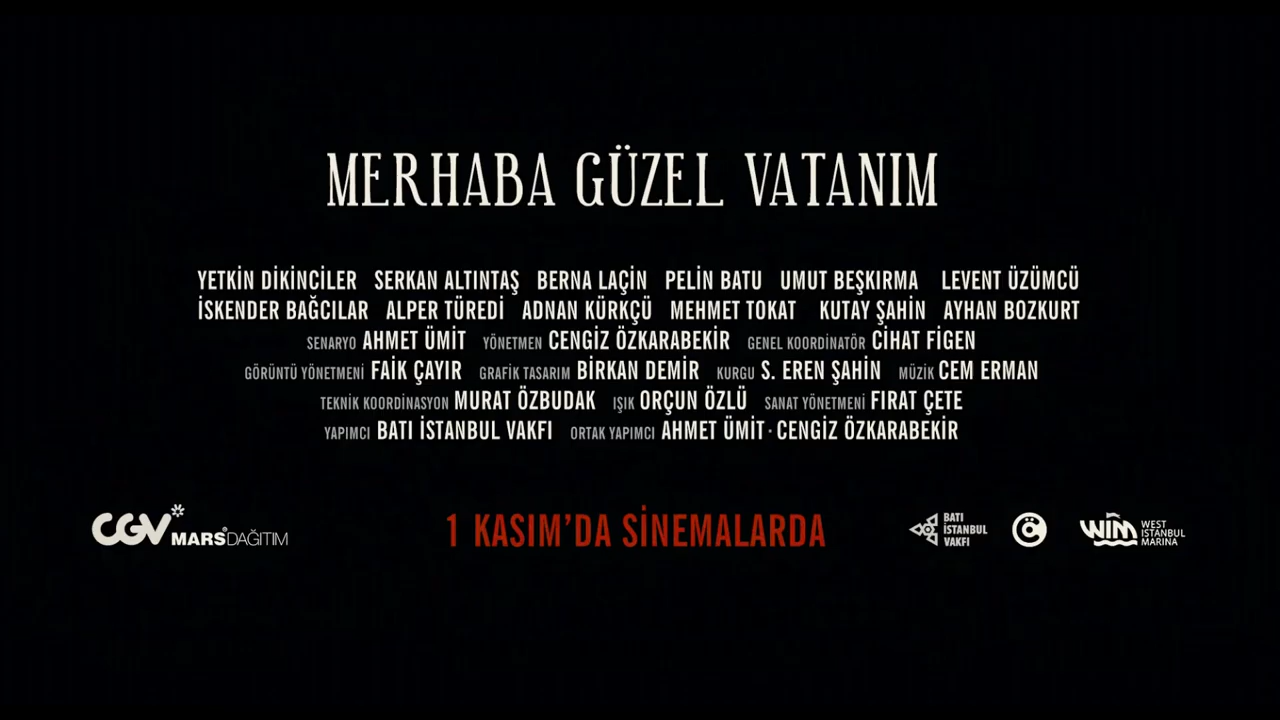 MERHABA GÜZEL VATANIM
YETKİN DİKİNCİLER SERKAN ALTINTAŞ BERNA LAÇİN PELİN BATU UMUT BEŞKIRMA LEVENT ÜZÜMCÜ
İSKENDER BAĞCILAR ALPER TÜREDİ ADNAN KÜRKÇÜ MEHMET TOKAT KUTAY ŞAHİN AYHAN BOZKURT
SENARYO AHMET ÜMİT YÖNETMEN CENGİZ ÖZKARABEKİR GENEL KOORDİNATÖR CİHAT FİGEN
GÖRÜNTÜ YÖNETMENİ FAİK ÇAYIR GRAFİK TASARIM BİRKAN DEMİR KURGU S. EREN ŞAHİN MÜZİK CEM ERMAN
TEKNİK KOORDİNASYON MURAT ÖZBUDAK IŞIK ORÇUN ÖZLÜ SANAT YÖNETMENİ FIRAT ÇETE
YAPIMCI BATI İSTANBUL VAKFI ORTAK YAPIMCI AHMET ÜMİT · CENGİZ ÖZKARABEKİR
CGV MARS DAĞITIM
1 KASIM'DA SİNEMALARDA
BATI
İSTANBUL
VAKFI
Ö
WİM
WEST
ISTANBUL
MARINA